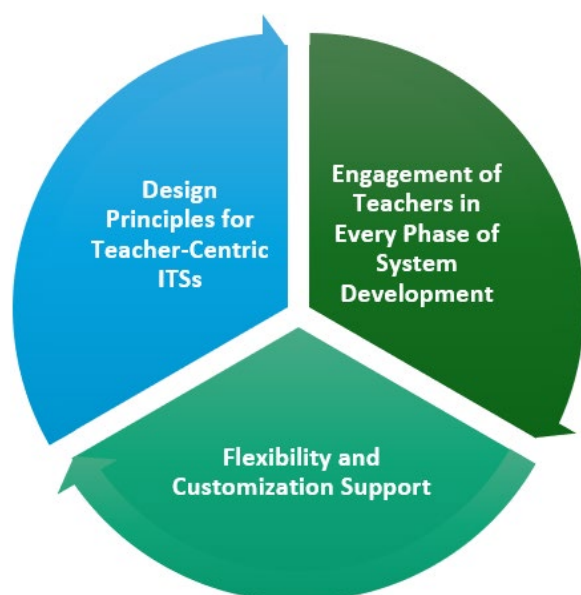 Design
Principles for
Teacher-Centric
ITSs
Engagement of
Teachers in
Every Phase of
System
Development
Flexibility and
Customization Support